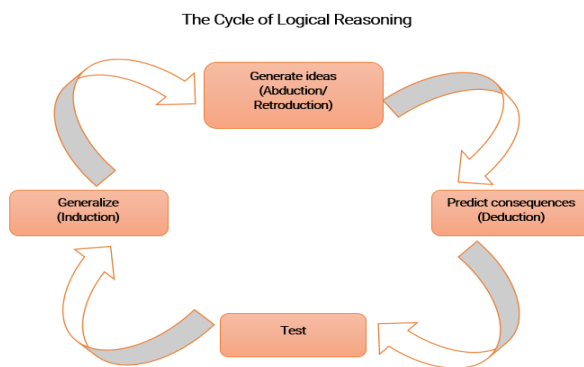 The Cycle of Logical Reasoning
Generate ideas
(Abduction/
Retroduction)
Generalize
(Induction)
Predict consequences
(Deduction)
Test